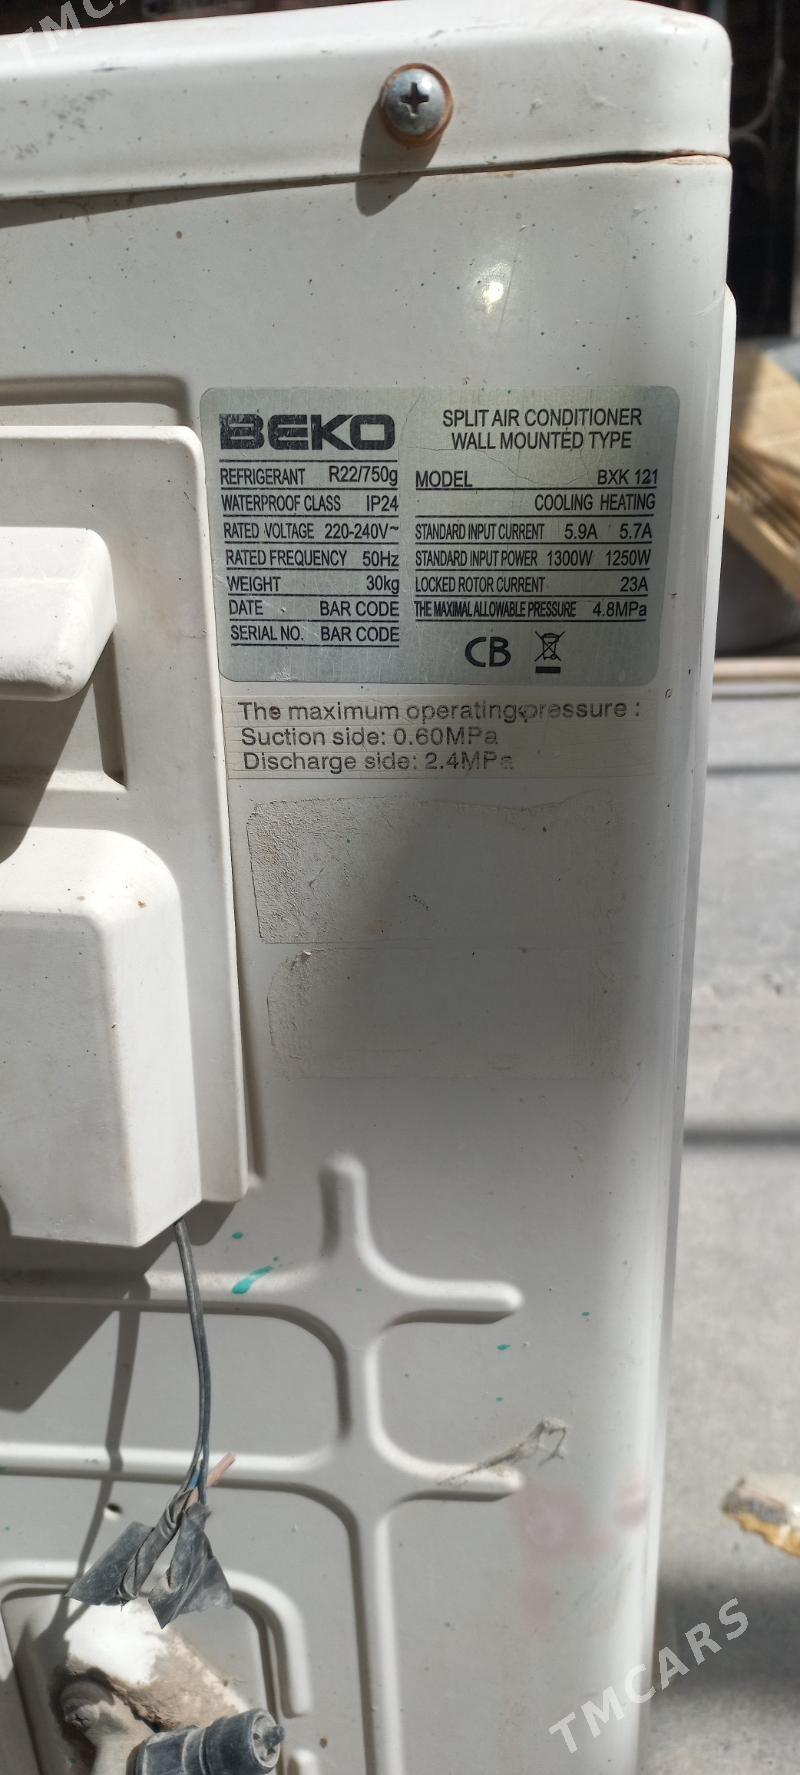 BEKO
SPLIT AIR CONDITIONER
WALL MOUNTED TYPE
REFRIGERANT R22/750g
WATERPROOF CLASS IP24
RATED VOLTAGE 220-240V~
RATED FREQUENCY 50Hz
WEIGHT 30kg
DATE BAR CODE
SERIAL NO. BAR CODE
MODEL BXK 121
COOLING HEATING
STANDARD INPUT CURRENT 5.9A 5.7A
STANDARD INPUT POWER 1300W 1250W
LOCKED ROTOR CURRENT 23A
THE MAXIMAL ALLOWABLE PRESSURE 4.8MPa
CB
The maximum operating pressure :
Suction side: 0.60MPa
Discharge side: 2.4MPa
TMCARS